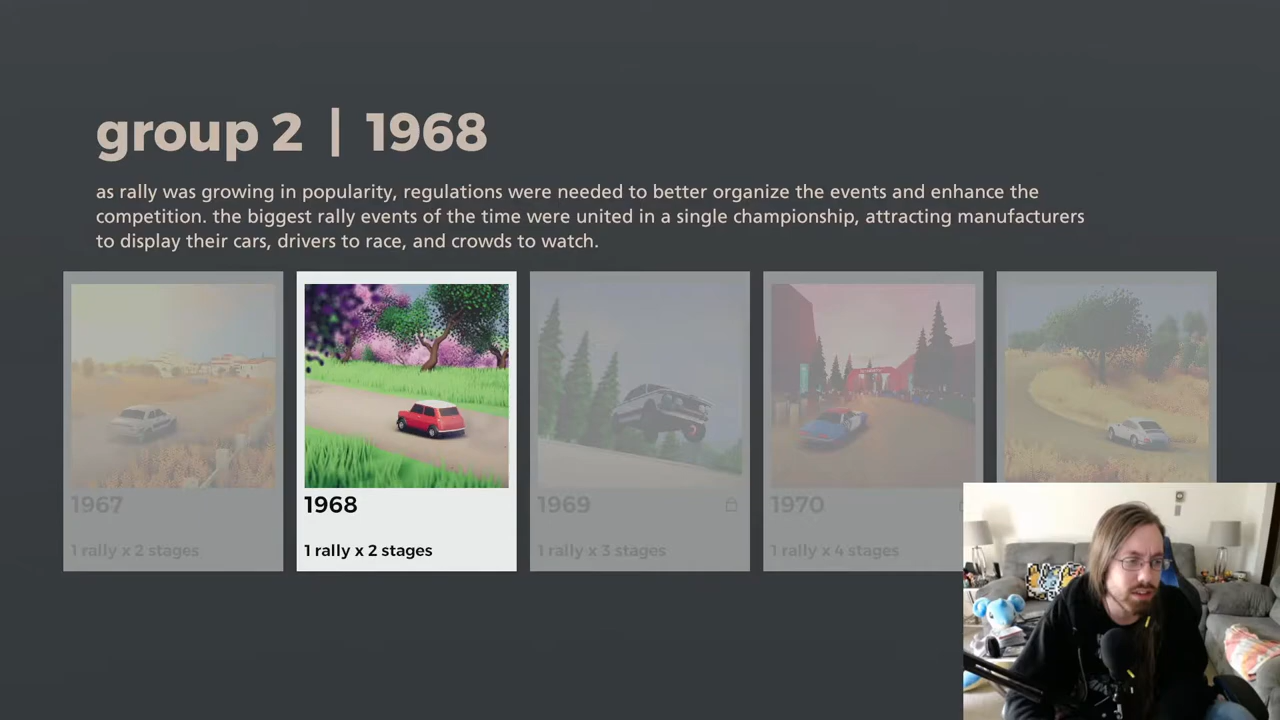 group 2 | 1968
as rally was growing in popularity, regulations were needed to better organize the events and enhance the
competition. the biggest rally events of the time were united in a single championship, attracting manufacturers
to display their cars, drivers to race, and crowds to watch.
1967
1 rally x 2 stages
1968
1 rally x 2 stages
1969
1 rally x 3 stages
1970
1 rally x 4 stages